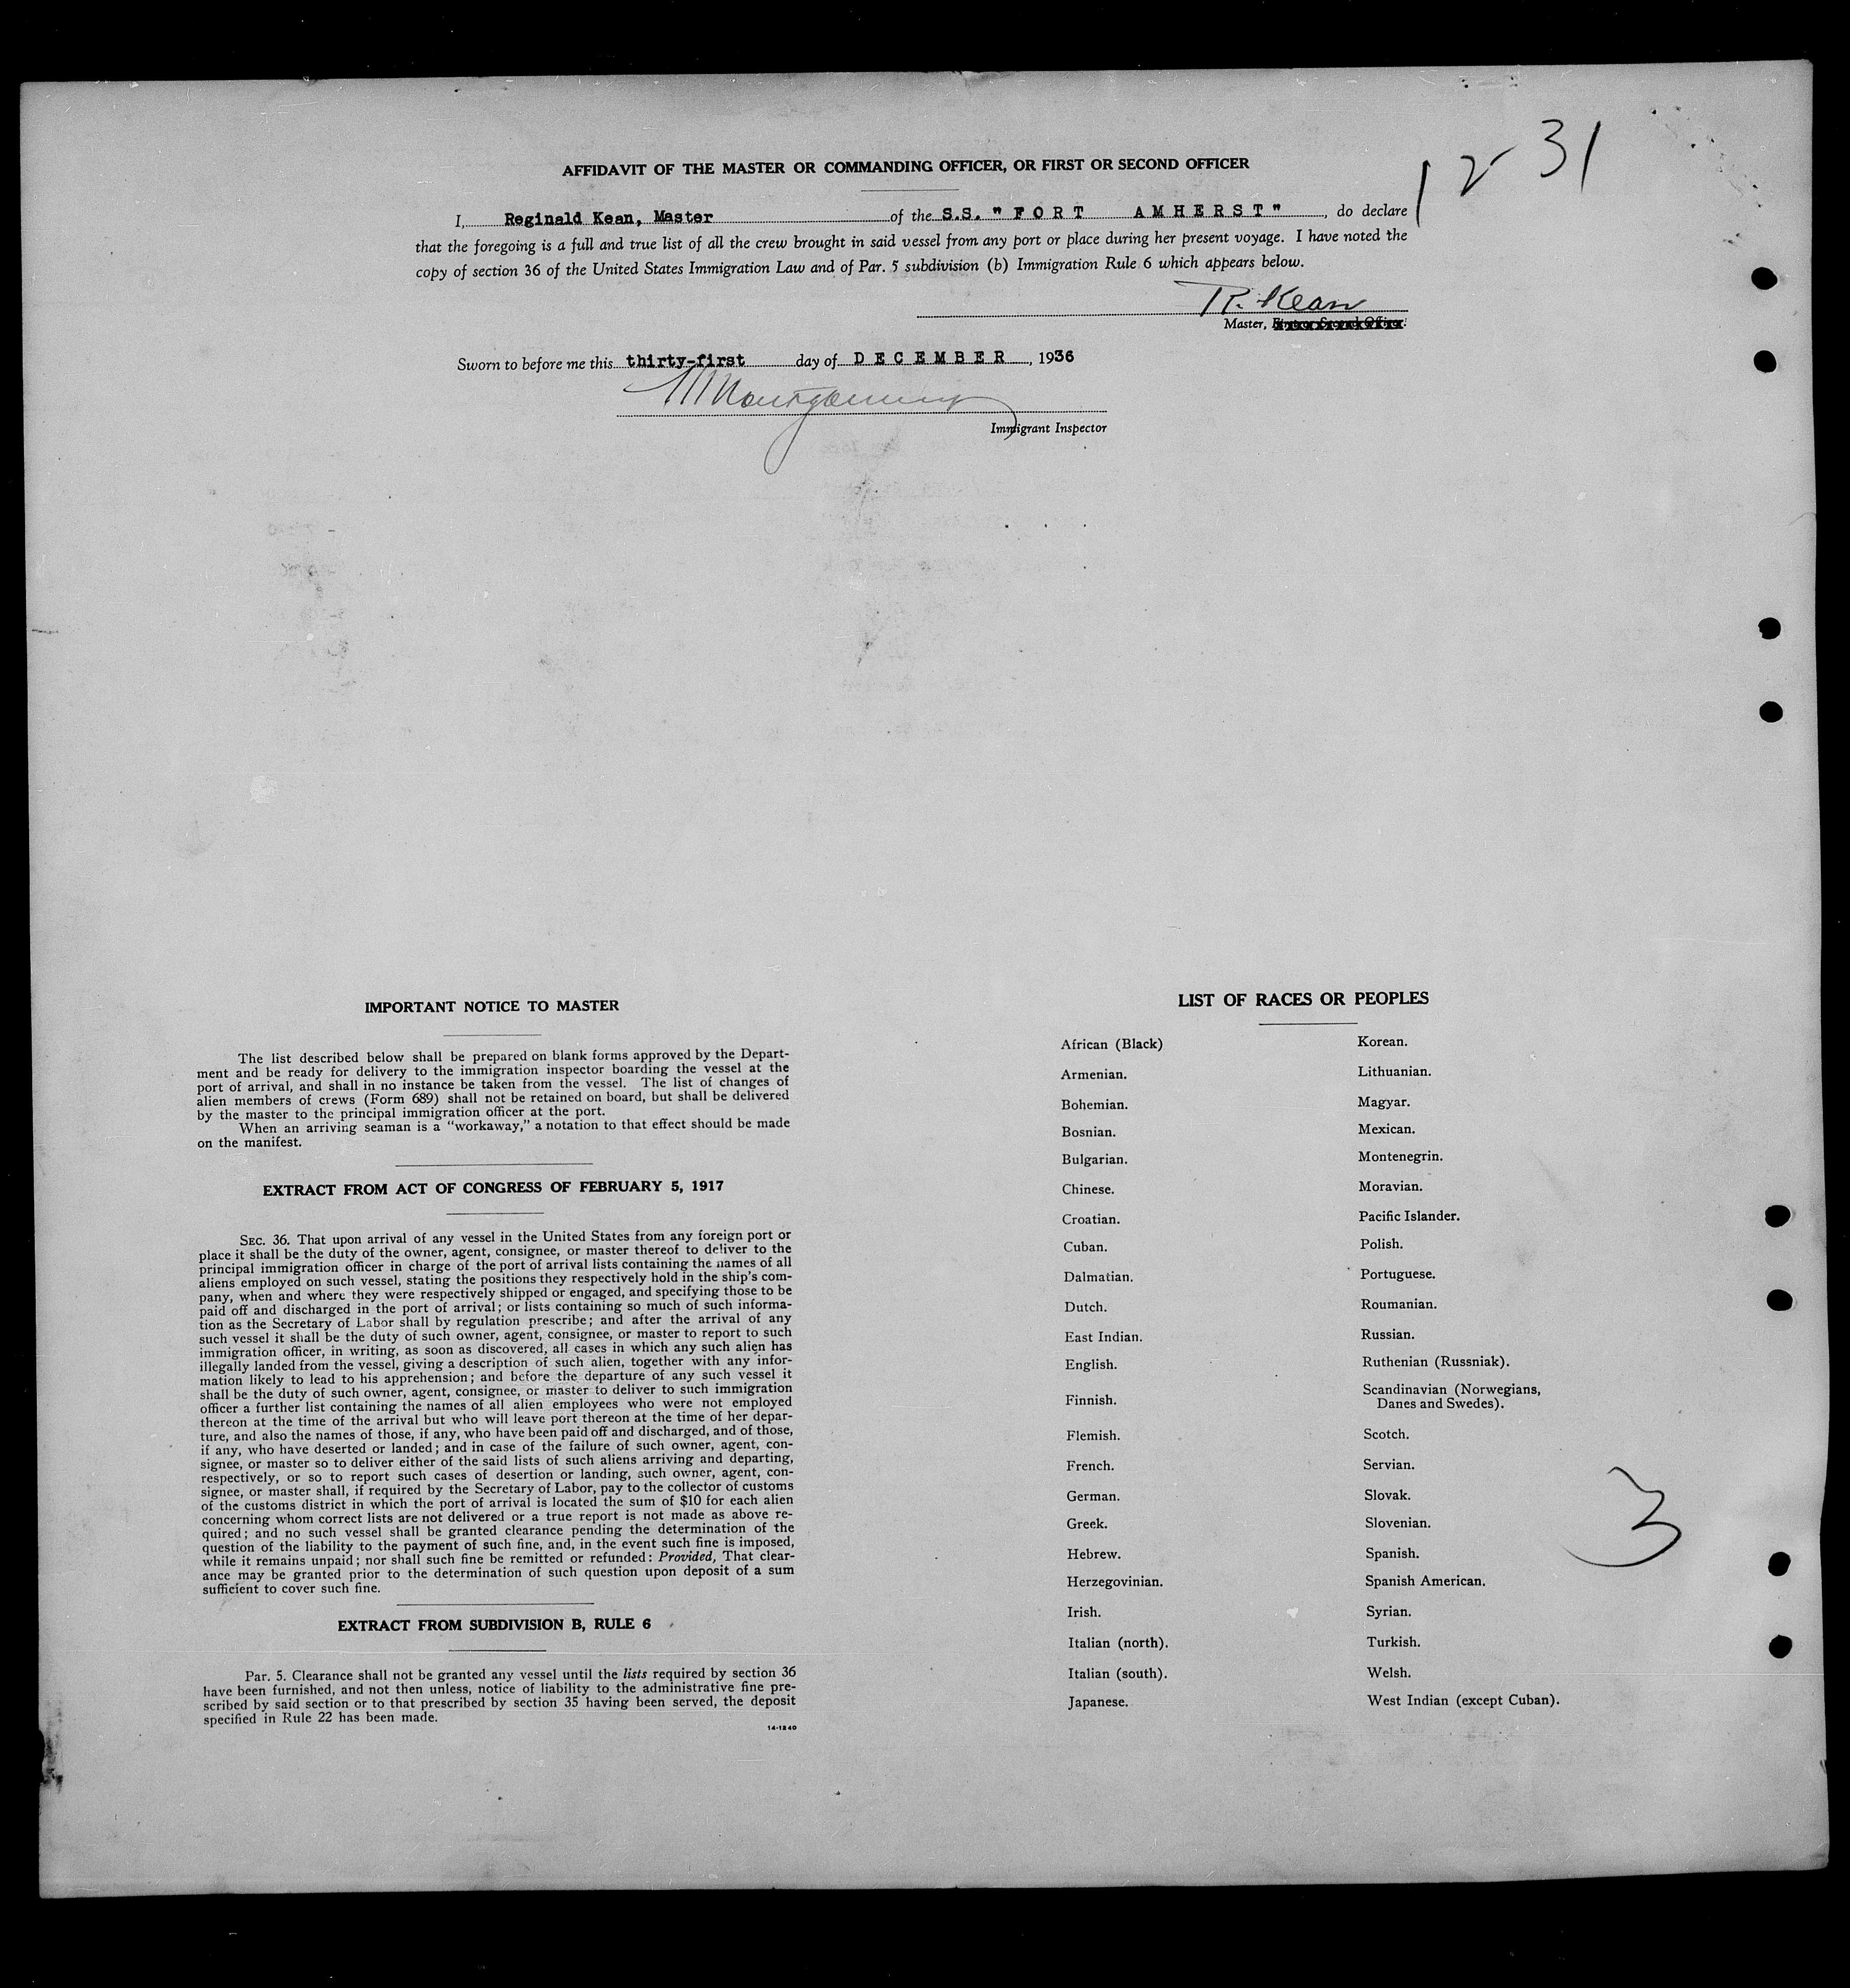 12 31
AFFIDAVIT OF THE MASTER OR COMMANDING OFFICER, OR FIRST OR SECOND OFFICER
I, Reginald Kean, Master of the S.S. "FORT AMHERST", do declare
that the foregoing is a full and true list of all the crew brought in said vessel from any port or place during her present voyage. I have noted the
copy of section 36 of the United States Immigration Law and of Par. 5 subdivision (b) Immigration Rule 6 which appears below.
R. Kean
Master, First or Second Officer.
Sworn to before me this thirty-first day of DECEMBER, 1936
Montgomery
Immigrant Inspector
IMPORTANT NOTICE TO MASTER
The list described below shall be prepared on blank forms approved by the Depart-
ment and be ready for delivery to the immigration inspector boarding the vessel at the
port of arrival, and shall in no instance be taken from the vessel. The list of changes of
alien members of crews (Form 689) shall not be retained on board, but shall be delivered
by the master to the principal immigration officer at the port.
When an arriving seaman is a "workaway," a notation to that effect should be made
on the manifest.
EXTRACT FROM ACT OF CONGRESS OF FEBRUARY 5, 1917
SEC. 36. That upon arrival of any vessel in the United States from any foreign port or
place it shall be the duty of the owner, agent, consignee, or master thereof to deliver to the
principal immigration officer in charge of the port of arrival lists containing the names of all
aliens employed on such vessel, stating the positions they respectively hold in the ship's com-
pany, when and where they were respectively shipped or engaged, and specifying those to be
paid off and discharged in the port of arrival; or lists containing so much of such informa-
tion as the Secretary of Labor shall by regulation prescribe; and after the arrival of any
such vessel it shall be the duty of such owner, agent, consignee, or master to report to such
immigration officer, in writing, as soon as discovered, all cases in which any such alien has
illegally landed from the vessel, giving a description of such alien, together with any infor-
mation likely to lead to his apprehension; and before the departure of any such vessel it
shall be the duty of such owner, agent, consignee, or master to deliver to such immigration
officer a further list containing the names of all alien employees who were not employed
thereon at the time of the arrival but who will leave port thereon at the time of her depar-
ture, and also the names of those, if any, who have been paid off and discharged, and of those,
if any, who have deserted or landed; and in case of the failure of such owner, agent, con-
signee, or master so to deliver either of the said lists of such aliens arriving and departing,
respectively, or so to report such cases of desertion or landing, such owner, agent, con-
signee, or master shall, if required by the Secretary of Labor, pay to the collector of customs
of the customs district in which the port of arrival is located the sum of $10 for each alien
concerning whom correct lists are not delivered or a true report is not made as above re-
quired; and no such vessel shall be granted clearance pending the determination of the
question of the liability to the payment of such fine, and, in the event such fine is imposed,
while it remains unpaid; nor shall such fine be remitted or refunded: Provided, That clear-
ance may be granted prior to the determination of such question upon deposit of a sum
sufficient to cover such fine.
EXTRACT FROM SUBDIVISION B, RULE 6
Par. 5. Clearance shall not be granted any vessel until the lists required by section 36
have been furnished, and not then unless, notice of liability to the administrative fine pre-
scribed by said section or to that prescribed by section 35 having been served, the deposit
specified in Rule 22 has been made.
14-1240
LIST OF RACES OR PEOPLES
African (Black)
Armenian.
Bohemian.
Bosnian.
Bulgarian.
Chinese.
Croatian.
Cuban.
Dalmatian.
Dutch.
East Indian.
English.
Finnish.
Flemish.
French.
German.
Greek.
Hebrew.
Herzegovinian.
Irish.
Italian (north).
Italian (south).
Japanese.
Korean.
Lithuanian.
Magyar.
Mexican.
Montenegrin.
Moravian.
Pacific Islander.
Polish.
Portuguese.
Roumanian.
Russian.
Ruthenian (Russniak).
Scandinavian (Norwegians,
Danes and Swedes).
Scotch.
Servian.
Slovak.
Slovenian.
Spanish.
Spanish American.
Syrian.
Turkish.
Welsh.
West Indian (except Cuban).
3